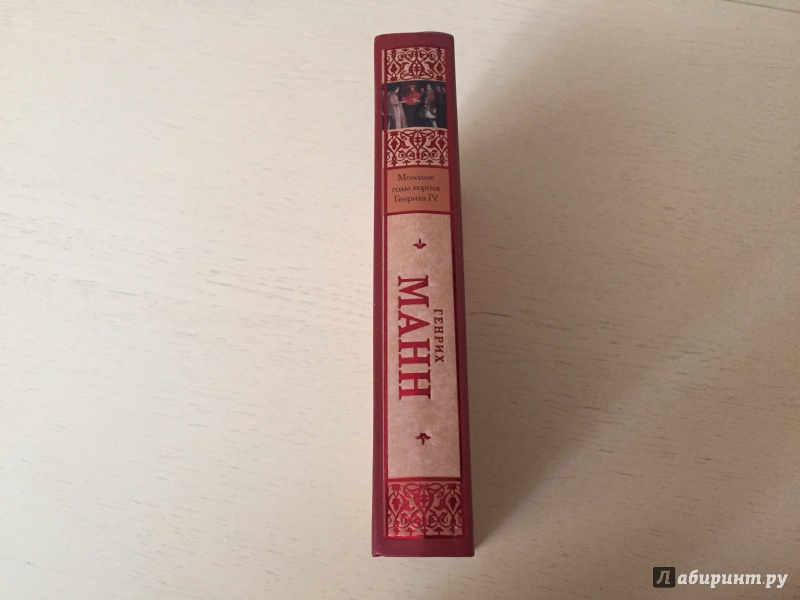 Молодые
годы короля
Генриха IV
ГЕНРИХ
МАНН
Лабиринт.ру